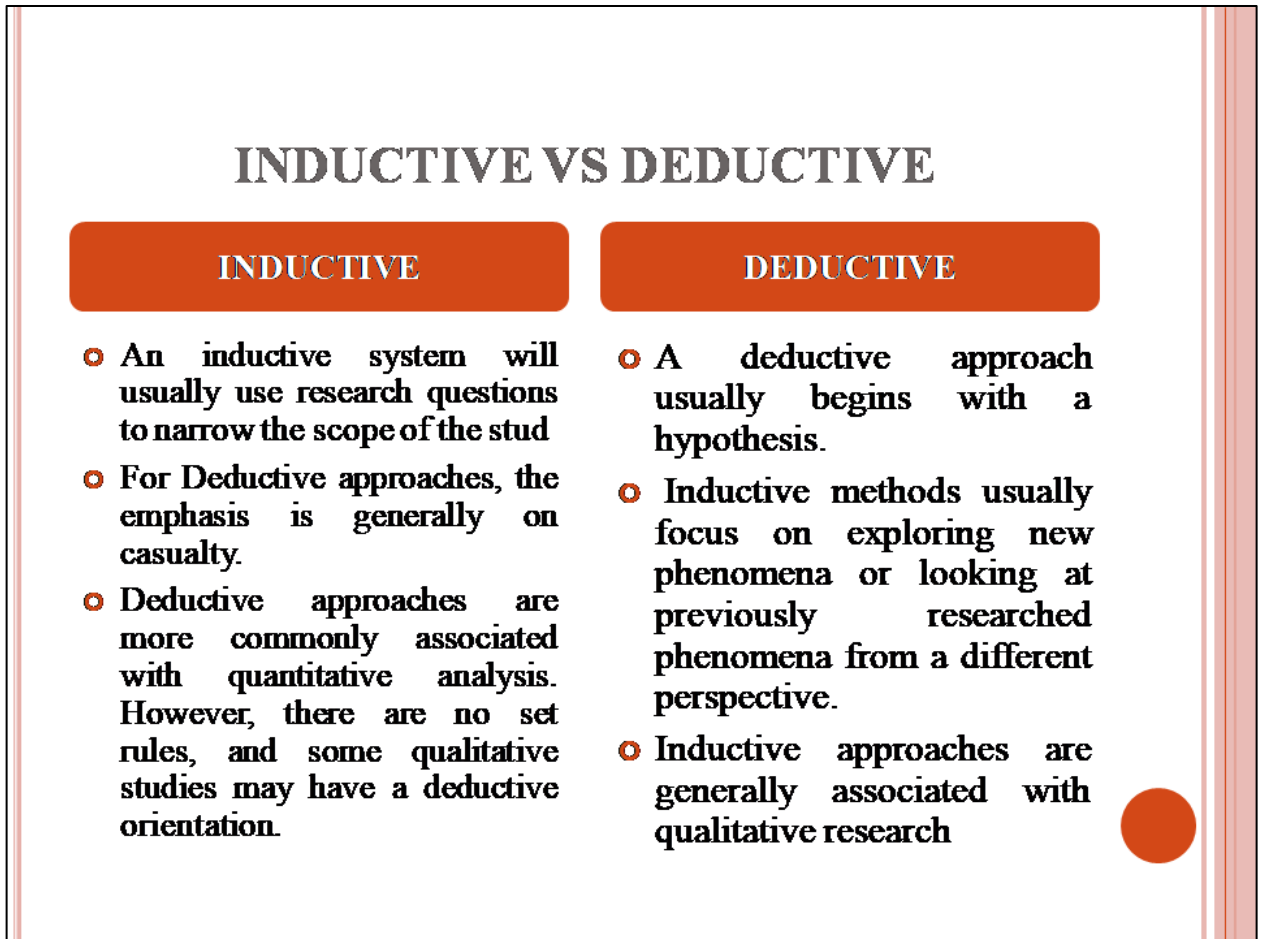 INDUCTIVE VS DEDUCTIVE
INDUCTIVE
An inductive system will
usually use research questions
to narrow the scope of the stud
For Deductive approaches, the
emphasis is generally on
casualty.
Deductive approaches are
more commonly associated
with quantitative analysis.
However, there are no set
rules, and some qualitative
studies may have a deductive
orientation.
DEDUCTIVE
A deductive approach
usually begins with a
hypothesis.
Inductive methods usually
focus on exploring new
phenomena or looking at
previously researched
phenomena from a different
perspective.
Inductive approaches are
generally associated with
qualitative research